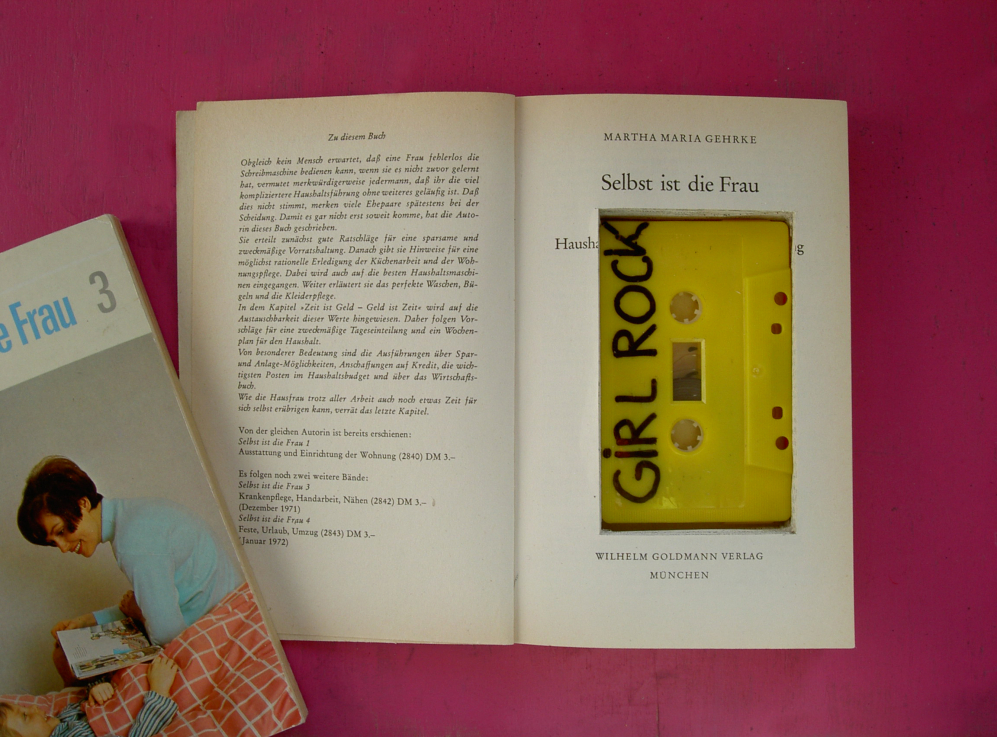 Frau 3
Zu diesem Buch
Obgleich kein Mensch erwartet, daß eine Frau fehlerlos die
Schreibmaschine bedienen kann, wenn sie es nicht zuvor gelernt
hat, vermutet merkwürdigerweise jedermann, daß ihr die viel
kompliziertere Haushaltsführung ohne weiteres geläufig ist. Daß
dies nicht stimmt, merken viele Ehepaare spätestens bei der
Scheidung. Damit es gar nicht erst soweit komme, hat die Auto-
rin dieses Buch geschrieben.
Sie erteilt zunächst gute Ratschläge für eine sparsame und
zweckmäßige Vorratshaltung. Danach gibt sie Hinweise für eine
möglichst rationelle Erledigung der Küchenarbeit und der Woh-
nungspflege. Dabei wird auch auf die besten Haushaltsmaschi-
nen eingegangen. Weiter erläutert sie das perfekte Waschen, Bü-
geln und die Kleiderpflege.
In dem Kapitel »Zeit ist Geld – Geld ist Zeit« wird auf die
Austauschbarkeit dieser Werte hingewiesen. Daher folgen Vor-
schläge für eine zweckmäßige Tageseinteilung und ein Wochen-
plan für den Haushalt.
Von besonderer Bedeutung sind die Ausführungen über Spar-
und Anlage-Möglichkeiten, Anschaffungen auf Kredit, die wich-
tigsten Posten im Haushaltsbudget und über das Wirtschafts-
buch.
Wie die Hausfrau trotz aller Arbeit auch noch etwas Zeit für
sich selbst erübrigen kann, verrät das letzte Kapitel.
Von der gleichen Autorin ist bereits erschienen:
Selbst ist die Frau 1
Ausstattung und Einrichtung der Wohnung (2840) DM 3.–
Es folgen noch zwei weitere Bände:
Selbst ist die Frau 3
Krankenpflege, Handarbeit, Nähen (2842) DM 3.–
(Dezember 1971)
Selbst ist die Frau 4
Feste, Urlaub, Umzug (2843) DM 3.–
(Januar 1972)
MARTHA MARIA GEHRKE
Selbst ist die Frau
Hausha g
GiRL ROCK
WILHELM GOLDMANN VERLAG
MÜNCHEN